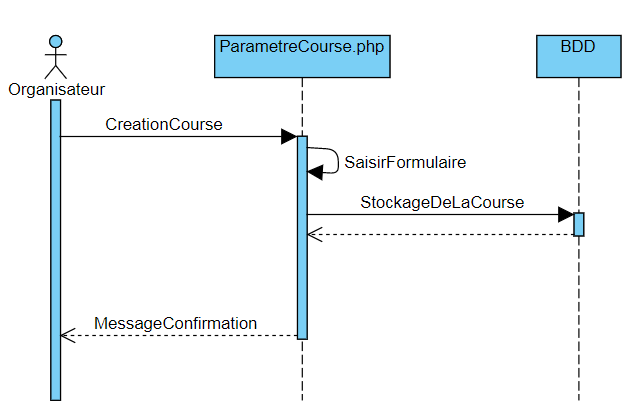 ParametreCourse.php
BDD
Organisateur
CreationCourse
SaisirFormulaire
StockageDeLaCourse
MessageConfirmation